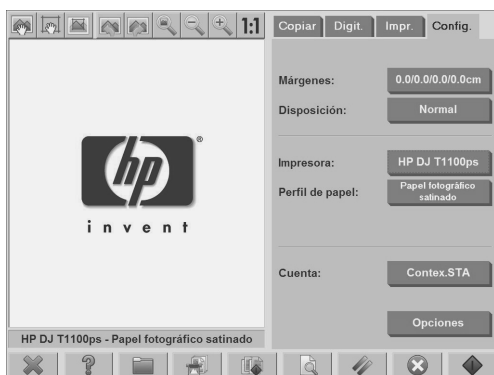 1:1
Copiar Digit. Impr. Config.
Márgenes: 0.0/0.0/0.0/0.0cm
Disposición: Normal
hp®
invent
Impresora: HP DJ T1100ps
Perfil de papel: Papel fotográfico
satinado
Cuenta: Contex.STA
Opciones
HP DJ T1100ps - Papel fotográfico satinado
?